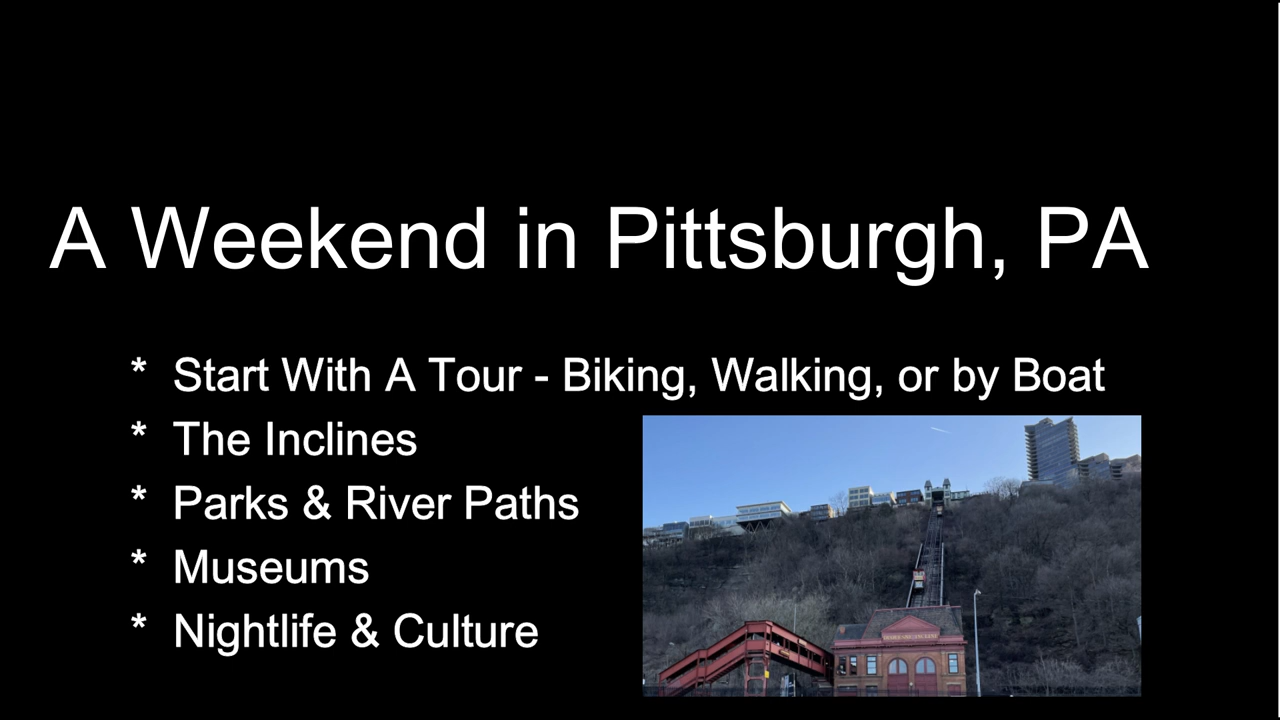 A Weekend in Pittsburgh, PA
* Start With A Tour - Biking, Walking, or by Boat
* The Inclines
* Parks & River Paths
* Museums
* Nightlife & Culture